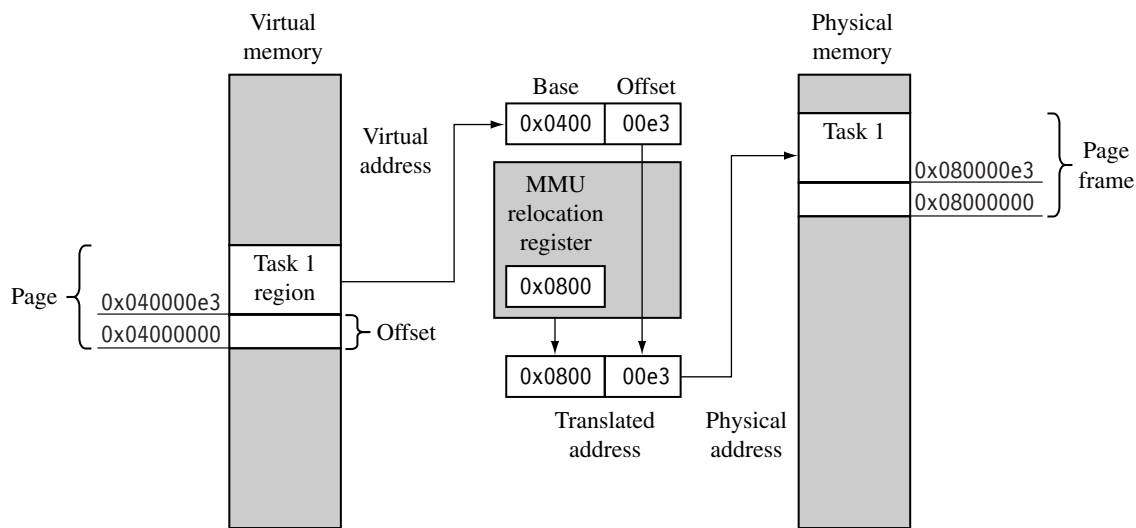 Virtual
memory
Physical
memory
Base
Offset
0x0400
00e3
Virtual
address
Task 1
Page
frame
0x080000e3
0x08000000
MMU
relocation
register
0x0800
Task 1
region
Page
0x040000e3
0x04000000
Offset
0x0800
00e3
Translated
address
Physical
address